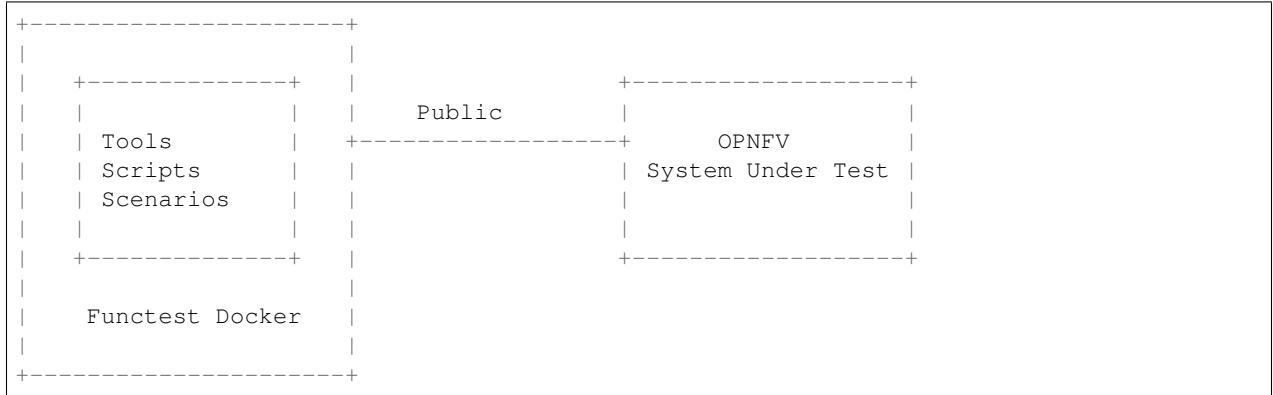 Public
Tools OPNFV
Scripts System Under Test
Scenarios
Functest Docker